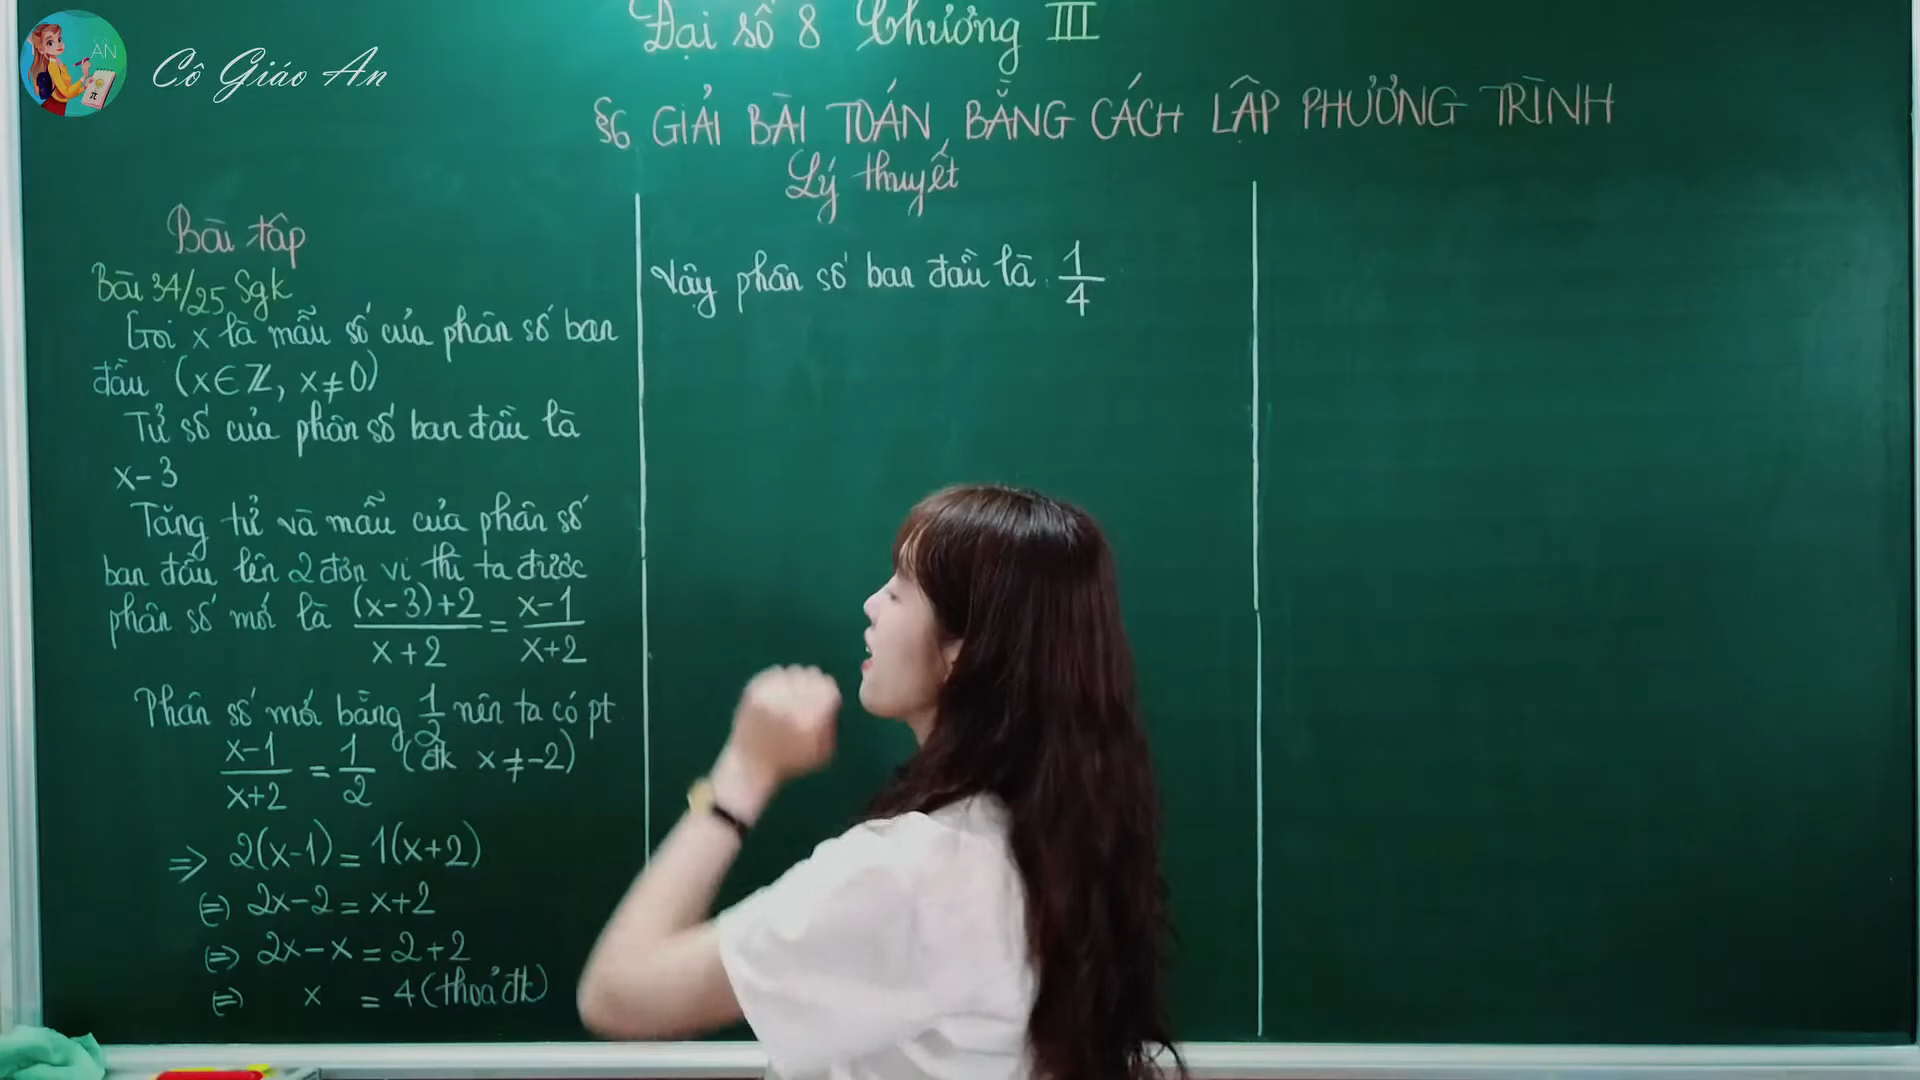 AN
Cô Giáo An
Đại số 8 Chương III
§6 GIẢI BÀI TOÁN BẰNG CÁCH LẬP PHƯƠNG TRÌNH
Lý thuyết
Bài tập
Bài 34/25 Sgk
Gọi x là mẫu số của phân số ban
đầu (x∈ℤ, x≠0)
Tử số của phân số ban đầu là
x-3
Tăng tử và mẫu của phân số
ban đầu lên 2 đơn vị thì ta được
phân số mới là (x-3)+2/x+2 = x-1/x+2
Phân số mới bằng 1/2 nên ta có pt
x-1/x+2 = 1/2 (đk x≠-2)
⇒ 2(x-1) = 1(x+2)
⇔ 2x-2 = x+2
⇔ 2x-x = 2+2
⇔ x = 4 (thoả đk)
Vậy phân số ban đầu là 1/4